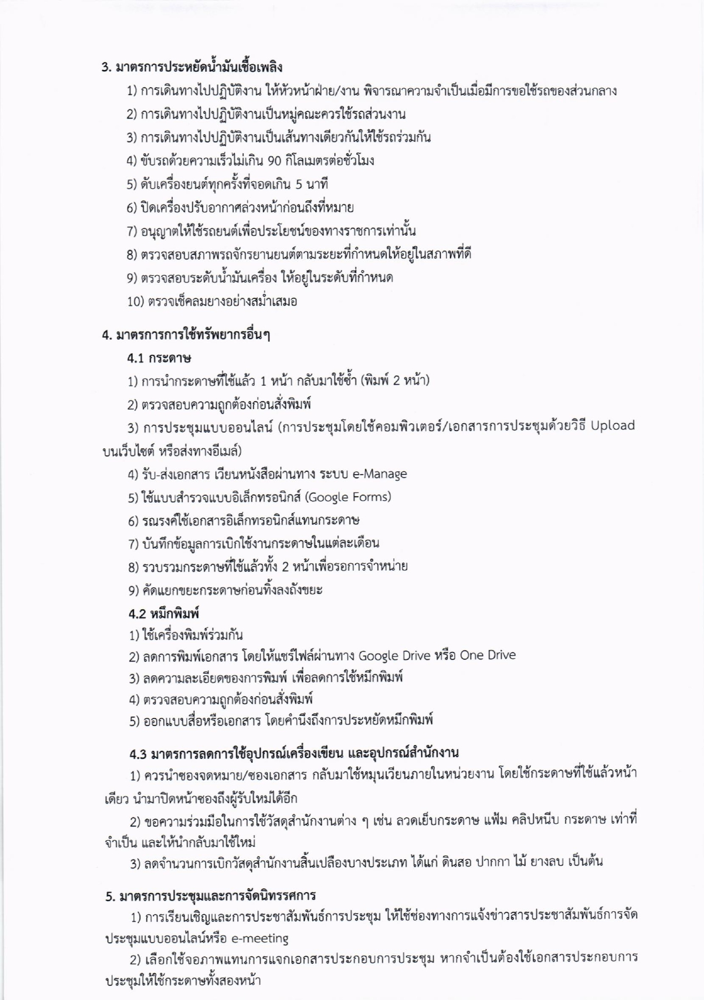 3. มาตรการประหยัดน้ำมันเชื้อเพลิง
1) การเดินทางไปปฏิบัติงาน ให้หัวหน้าฝ่าย/งาน พิจารณาความจำเป็นเมื่อมีการขอใช้รถของส่วนกลาง
2) การเดินทางไปปฏิบัติงานเป็นหมู่คณะควรใช้รถส่วนงาน
3) การเดินทางไปปฏิบัติงานเป็นเส้นทางเดียวกันให้ใช้รถร่วมกัน
4) ขับรถด้วยความเร็วไม่เกิน 90 กิโลเมตรต่อชั่วโมง
5) ดับเครื่องยนต์ทุกครั้งที่จอดเกิน 5 นาที
6) ปิดเครื่องปรับอากาศล่วงหน้าก่อนถึงที่หมาย
7) อนุญาตให้ใช้รถยนต์เพื่อประโยชน์ของทางราชการเท่านั้น
8) ตรวจสอบสภาพรถจักรยานยนต์ตามระยะที่กำหนดให้อยู่ในสภาพที่ดี
9) ตรวจสอบระดับน้ำมันเครื่อง ให้อยู่ในระดับที่กำหนด
10) ตรวจเช็คลมยางอย่างสม่ำเสมอ
4. มาตรการการใช้ทรัพยากรอื่นๆ
4.1 กระดาษ
1) การนำกระดาษที่ใช้แล้ว 1 หน้า กลับมาใช้ซ้ำ (พิมพ์ 2 หน้า)
2) ตรวจสอบความถูกต้องก่อนสั่งพิมพ์
3) การประชุมแบบออนไลน์ (การประชุมโดยใช้คอมพิวเตอร์/เอกสารการประชุมด้วยวิธี Upload
บนเว็บไซต์ หรือส่งทางอีเมล์)
4) รับ-ส่งเอกสาร เวียนหนังสือผ่านทาง ระบบ e-Manage
5) ใช้แบบสำรวจแบบอิเล็กทรอนิกส์ (Google Forms)
6) รณรงค์ใช้เอกสารอิเล็กทรอนิกส์แทนกระดาษ
7) บันทึกข้อมูลการเบิกใช้งานกระดาษในแต่ละเดือน
8) รวบรวมกระดาษที่ใช้แล้วทั้ง 2 หน้าเพื่อรอการจำหน่าย
9) คัดแยกขยะกระดาษก่อนทิ้งลงถังขยะ
4.2 หมึกพิมพ์
1) ใช้เครื่องพิมพ์ร่วมกัน
2) ลดการพิมพ์เอกสาร โดยให้แชร์ไฟล์ผ่านทาง Google Drive หรือ One Drive
3) ลดความละเอียดของการพิมพ์ เพื่อลดการใช้หมึกพิมพ์
4) ตรวจสอบความถูกต้องก่อนสั่งพิมพ์
5) ออกแบบสื่อหรือเอกสาร โดยคำนึงถึงการประหยัดหมึกพิมพ์
4.3 มาตรการลดการใช้อุปกรณ์เครื่องเขียน และอุปกรณ์สำนักงาน
1) ควรนำซองจดหมาย/ซองเอกสาร กลับมาใช้หมุนเวียนภายในหน่วยงาน โดยใช้กระดาษที่ใช้แล้วหน้า
เดียว นำมาปิดหน้าซองถึงผู้รับใหม่ได้อีก
2) ขอความร่วมมือในการใช้วัสดุสำนักงานต่าง ๆ เช่น ลวดเย็บกระดาษ แฟ้ม คลิปหนีบ กระดาษ เท่าที่
จำเป็น และให้นำกลับมาใช้ใหม่
3) ลดจำนวนการเบิกวัสดุสำนักงานสิ้นเปลืองบางประเภท ได้แก่ ดินสอ ปากกา ไม้ ยางลบ เป็นต้น
5. มาตรการประชุมและการจัดนิทรรศการ
1) การเรียนเชิญและการประชาสัมพันธ์การประชุม ให้ใช้ช่องทางการแจ้งข่าวสารประชาสัมพันธ์การจัด
ประชุมแบบออนไลน์หรือ e-meeting
2) เลือกใช้จอภาพแทนการแจกเอกสารประกอบการประชุม หากจำเป็นต้องใช้เอกสารประกอบการ
ประชุมให้ใช้กระดาษทั้งสองหน้า